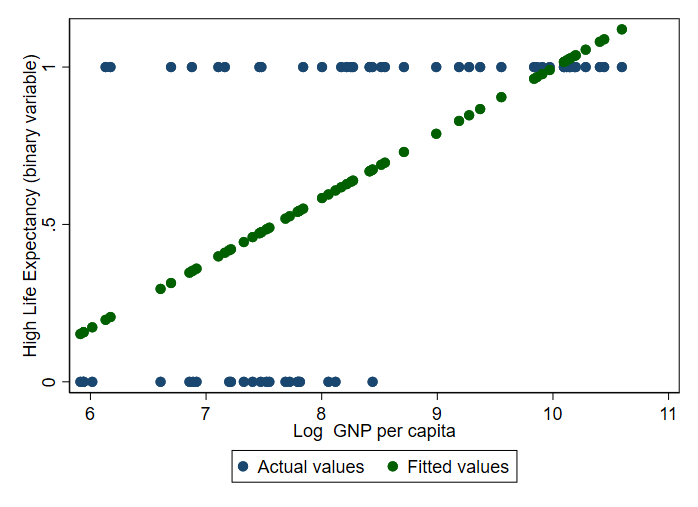 High Life Expectancy (binary variable)
1
.5
0
6 7 8 9 10 11
Log GNP per capita
Actual values Fitted values